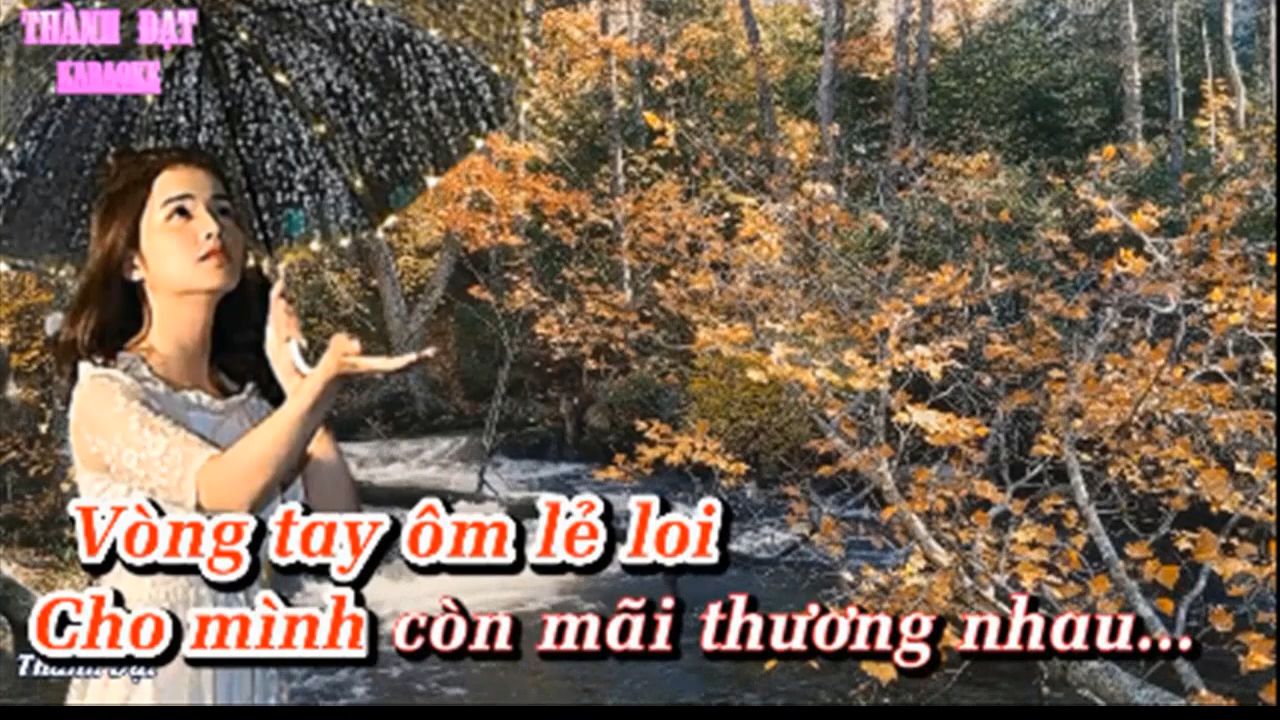 THÀNH ĐẠT
KARAOKE
Vòng tay ôm lẻ loi
Cho mình còn mãi thương nhau...